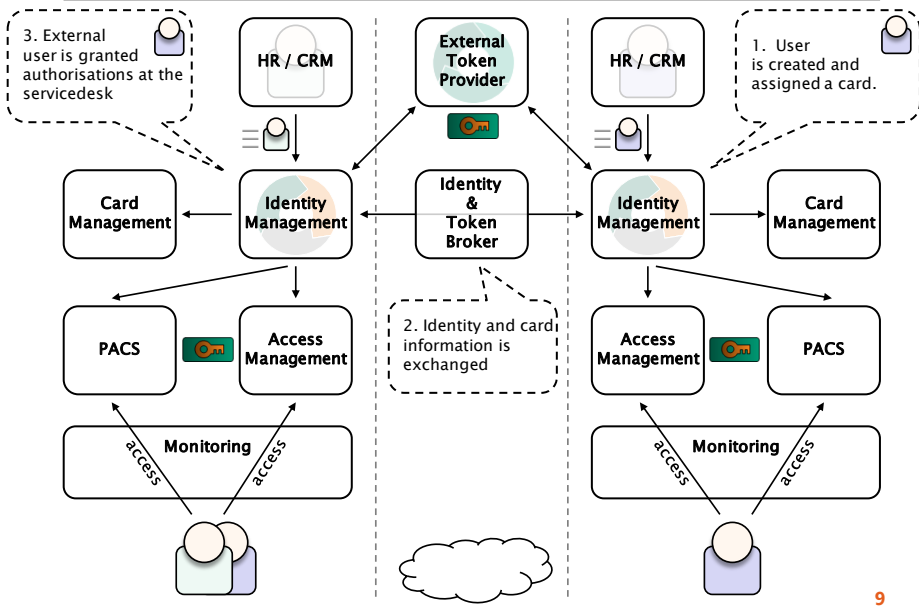 3. External
user is granted
authorisations at the
servicedesk
HR / CRM
External
Token
Provider
HR / CRM
1. User
is created and
assigned a card.
Card
Management
Identity
Management
Identity
&
Token
Broker
Identity
Management
Card
Management
PACS
Access
Management
2. Identity and card
information is
exchanged
Access
Management
PACS
Monitoring
access
access
Monitoring
access
access
9